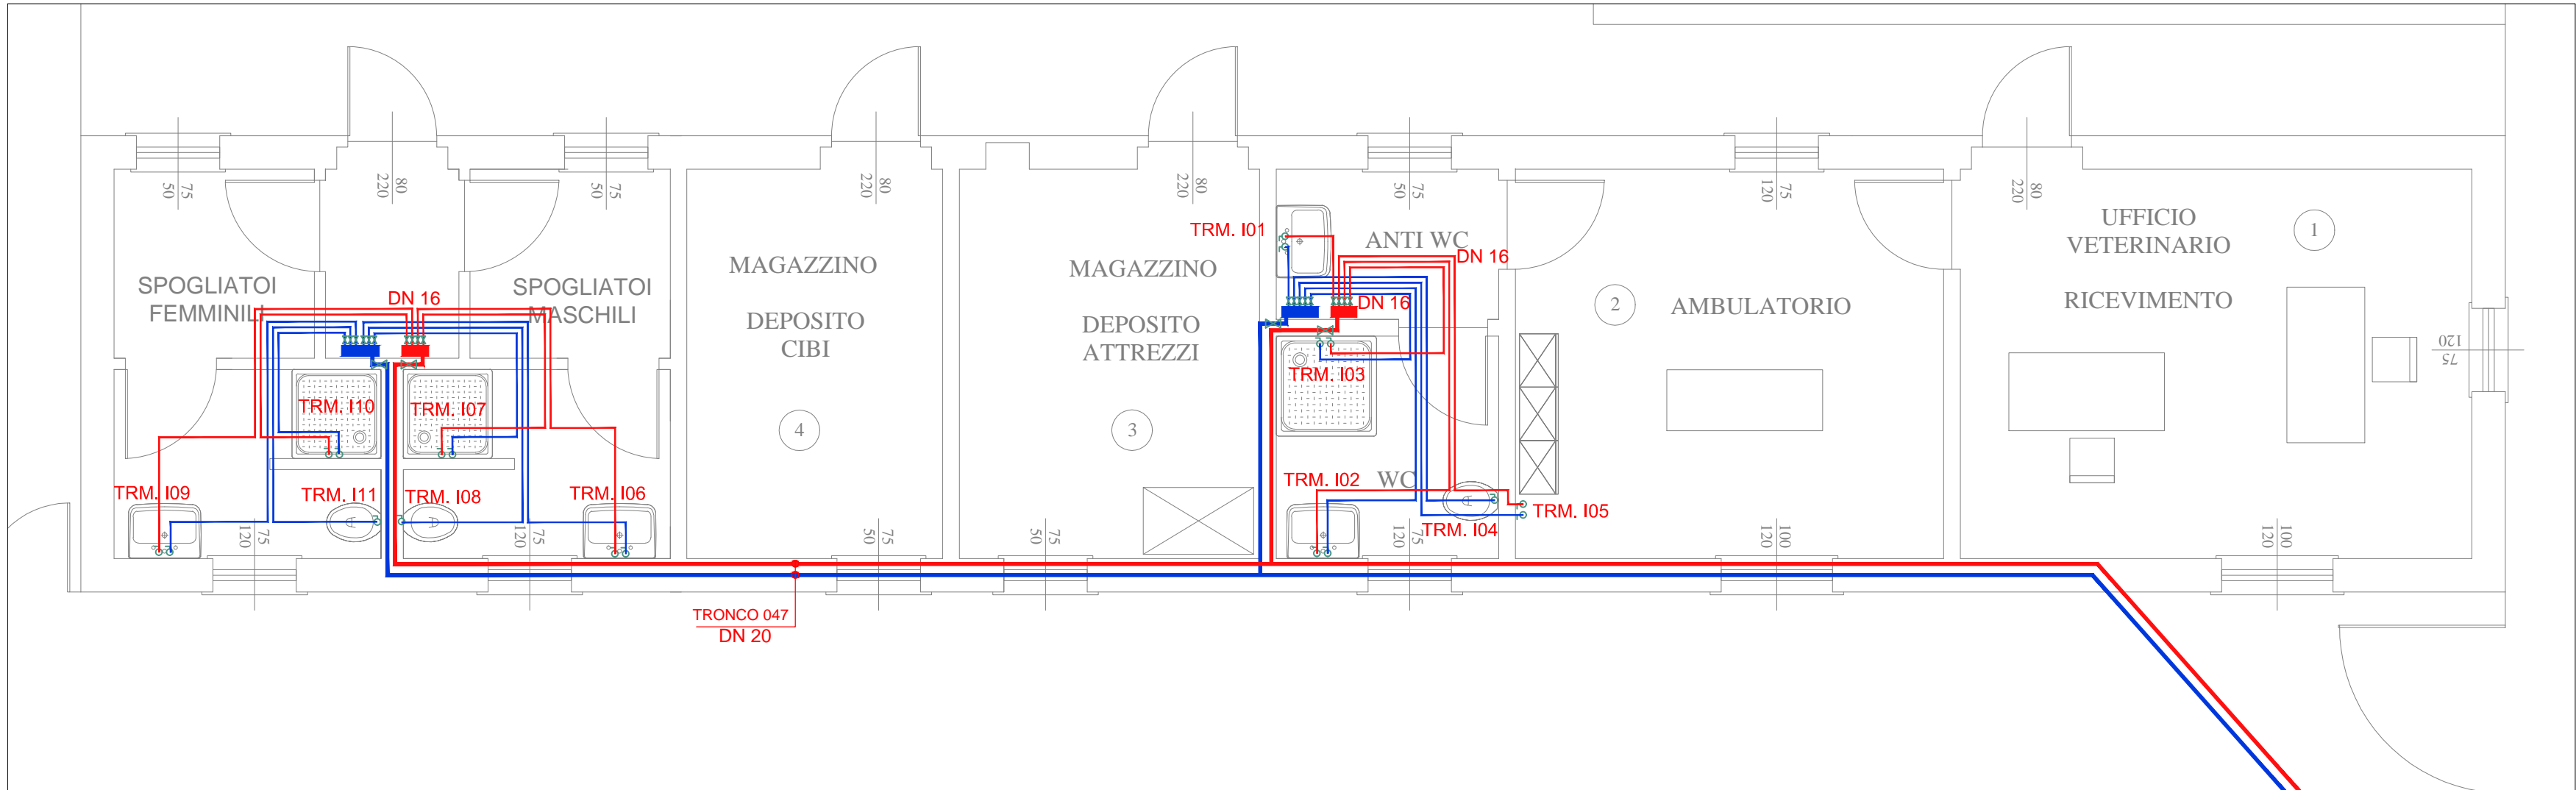 75
50
80
220
75
50
80
220
80
220
75
50
75
120
80
220
SPOGLIATOI
FEMMINILI
DN 16
SPOGLIATOI
MASCHILI
MAGAZZINO
DEPOSITO
CIBI
4
MAGAZZINO
DEPOSITO
ATTREZZI
3
TRM. I01
ANTI WC
DN 16
DN 16
TRM. I03
2
AMBULATORIO
UFFICIO
VETERINARIO
RICEVIMENTO
1
75
120
TRM. I10
TRM. I07
TRM. I09
TRM. I11
TRM. I08
TRM. I06
TRM. I02
WC
TRM. I04
TRM. I05
75
120
75
120
75
50
75
50
75
120
100
120
100
120
TRONCO 047
DN 20